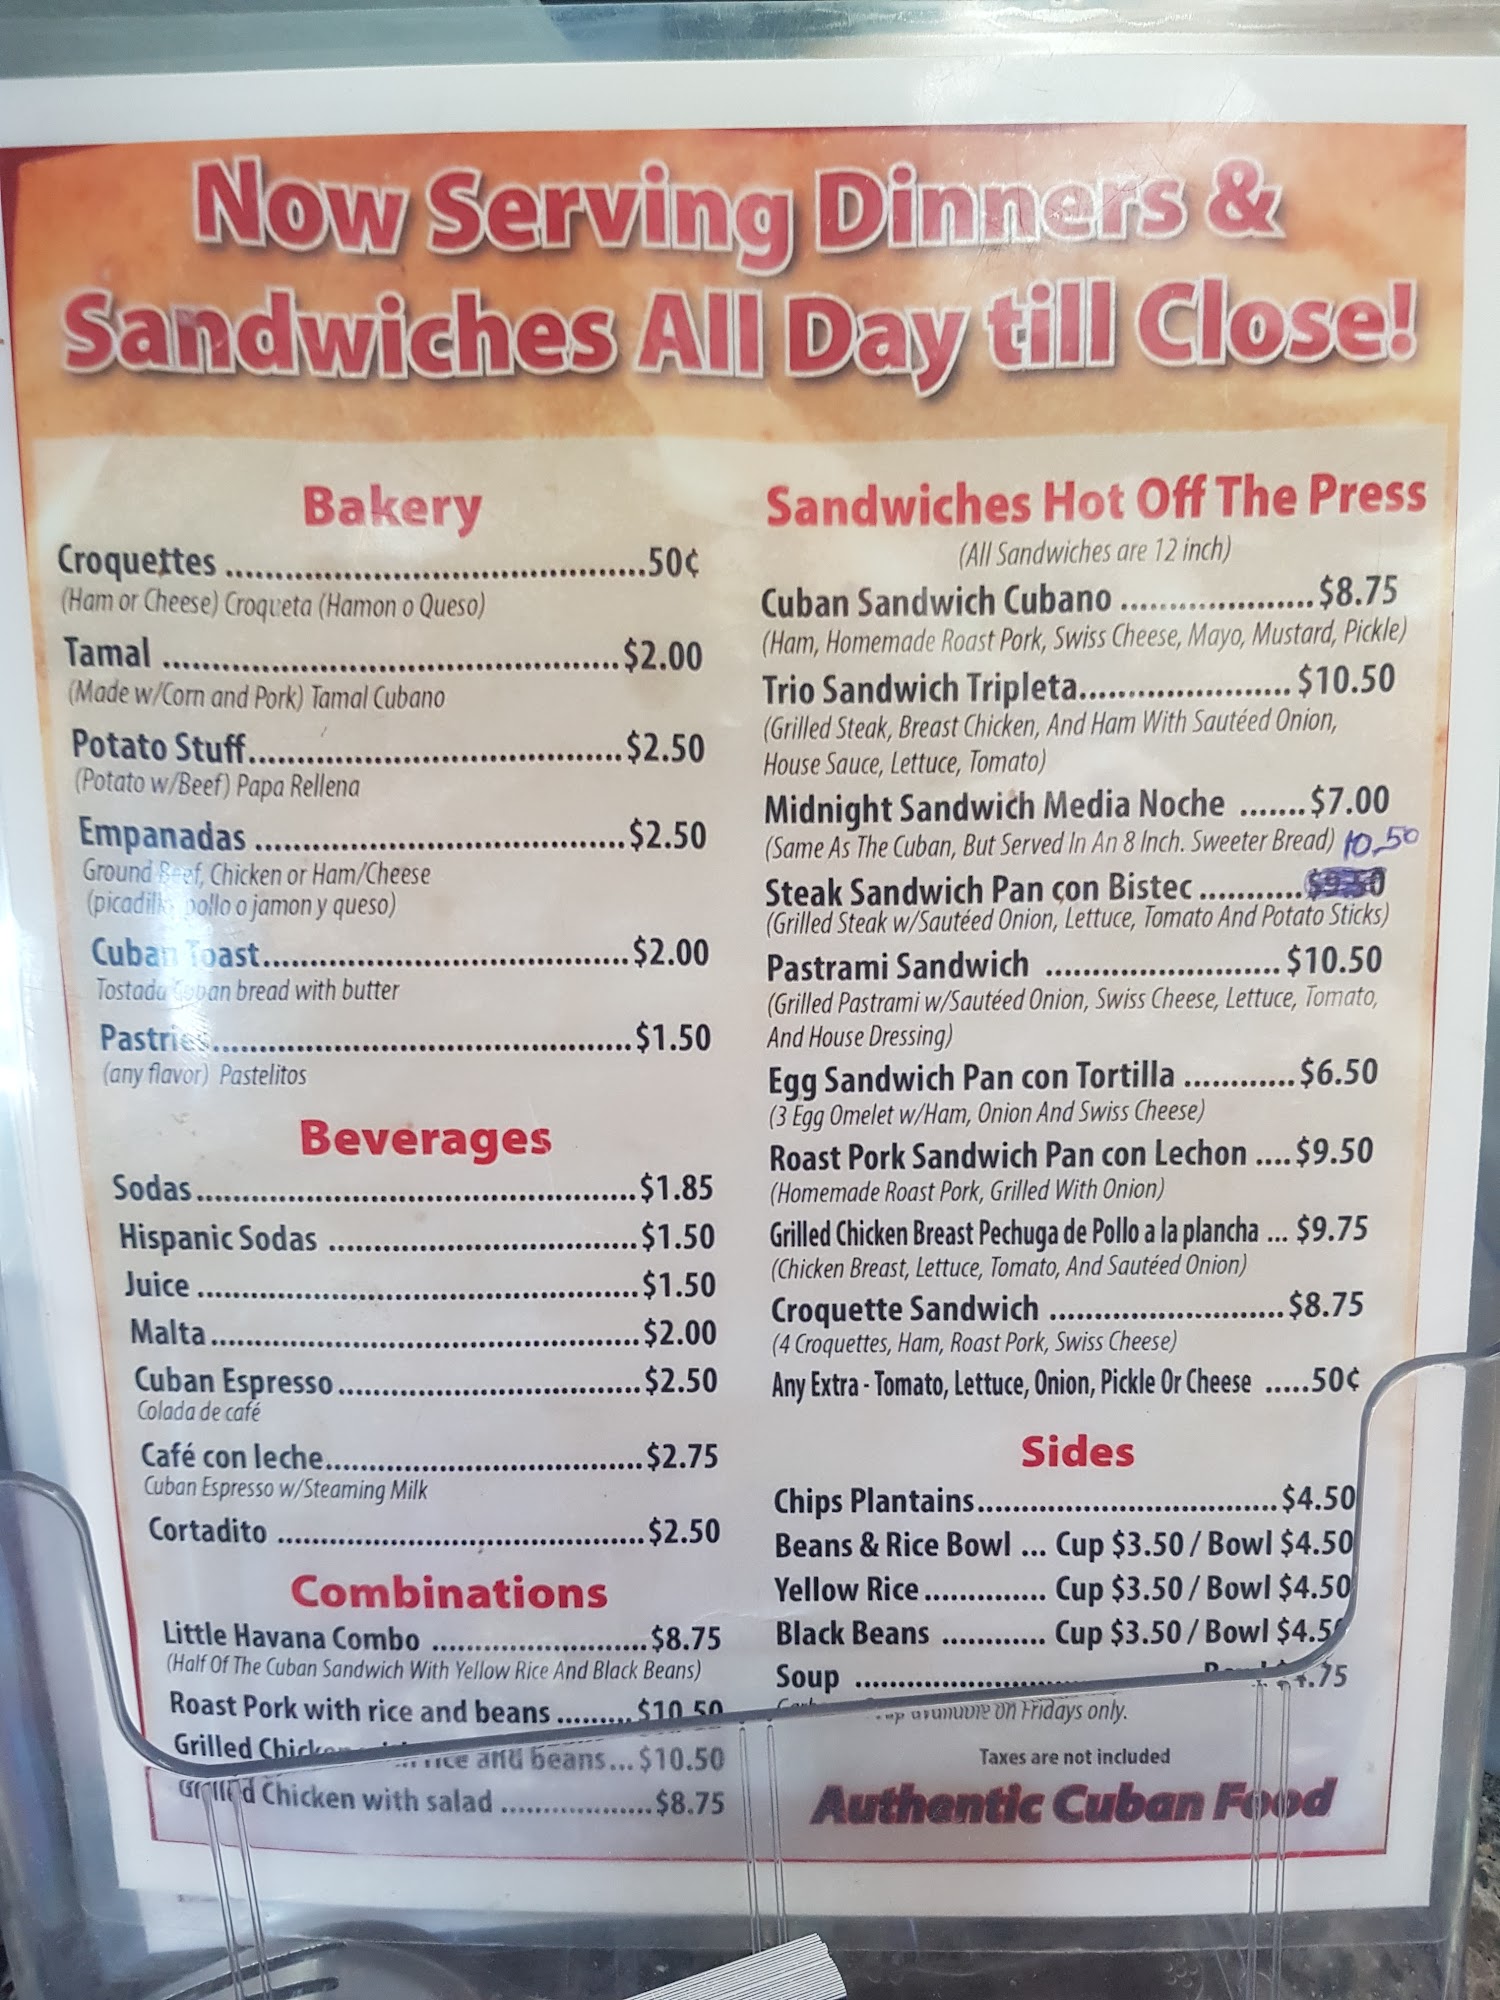 Now Serving Dinners &
Sandwiches All Day till Close!
Bakery
Croquettes ..........50¢
(Ham or Cheese) Croqueta (Hamon o Queso)
Tamal ..........$2.00
(Made w/Corn and Pork) Tamal Cubano
Potato Stuff..........$2.50
(Potato w/Beef) Papa Rellena
Empanadas ..........$2.50
Ground Beef, Chicken or Ham/Cheese
(picadillo pollo o jamon y queso)
Cuban Toast..........$2.00
Tostada Cuban bread with butter
Pastries..........$1.50
(any flavor) Pastelitos
Beverages
Sodas..........$1.85
Hispanic Sodas ..........$1.50
Juice ..........$1.50
Malta..........$2.00
Cuban Espresso..........$2.50
Colada de café
Café con leche..........$2.75
Cuban Espresso w/Steaming Milk
Cortadito ..........$2.50
Combinations
Little Havana Combo ..........$8.75
(Half Of The Cuban Sandwich With Yellow Rice And Black Beans)
Roast Pork with rice and beans .........$10.50
Grilled Chicken rice and beans...$10.50
Grilled Chicken with salad ..........$8.75
Sandwiches Hot Off The Press
(All Sandwiches are 12 inch)
Cuban Sandwich Cubano ..........$8.75
(Ham, Homemade Roast Pork, Swiss Cheese, Mayo, Mustard, Pickle)
Trio Sandwich Tripleta..........$10.50
(Grilled Steak, Breast Chicken, And Ham With Sautéed Onion,
House Sauce, Lettuce, Tomato)
Midnight Sandwich Media Noche .......$7.00
(Same As The Cuban, But Served In An 8 Inch. Sweeter Bread) 10.50
Steak Sandwich Pan con Bistec ...........$9.50
(Grilled Steak w/Sautéed Onion, Lettuce, Tomato And Potato Sticks)
Pastrami Sandwich ..........$10.50
(Grilled Pastrami w/Sautéed Onion, Swiss Cheese, Lettuce, Tomato,
And House Dressing)
Egg Sandwich Pan con Tortilla ............$6.50
(3 Egg Omelet w/Ham, Onion And Swiss Cheese)
Roast Pork Sandwich Pan con Lechon ....$9.50
(Homemade Roast Pork, Grilled With Onion)
Grilled Chicken Breast Pechuga de Pollo a la plancha ... $9.75
(Chicken Breast, Lettuce, Tomato, And Sautéed Onion)
Croquette Sandwich ..........$8.75
(4 Croquettes, Ham, Roast Pork, Swiss Cheese)
Any Extra - Tomato, Lettuce, Onion, Pickle Or Cheese .....50¢
Sides
Chips Plantains..........$4.50
Beans & Rice Bowl ... Cup $3.50 / Bowl $4.50
Yellow Rice.............. Cup $3.50 / Bowl $4.50
Black Beans ............ Cup $3.50 / Bowl $4.50
Soup .......... Bowl $4.75
on Fridays only.
Taxes are not included
Authentic Cuban Food